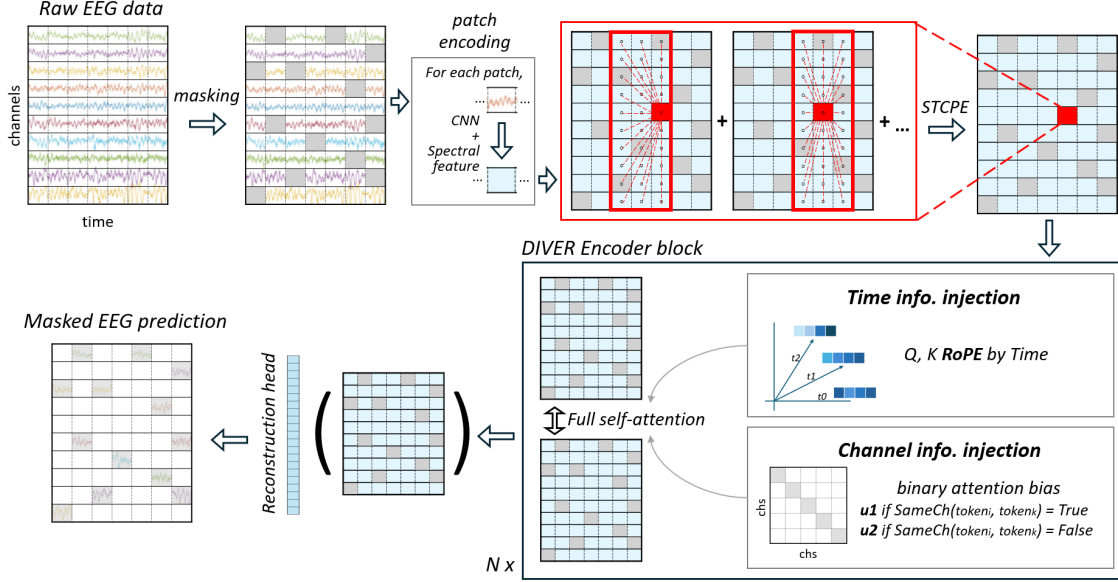 Raw EEG data
channels
time
masking
patch
encoding
For each patch,
... ...
CNN
+
Spectral
feature
... ...
+
+ ...
STCPE
DIVER Encoder block
Time info. injection
t2
t1
t0
Q, K RoPE by Time
Full self-attention
Channel info. injection
chs
chs
binary attention bias
u1 if SameCh(tokeni, tokenk) = True
u2 if SameCh(tokeni, tokenk) = False
N x
Reconstruction head
( )
Masked EEG prediction